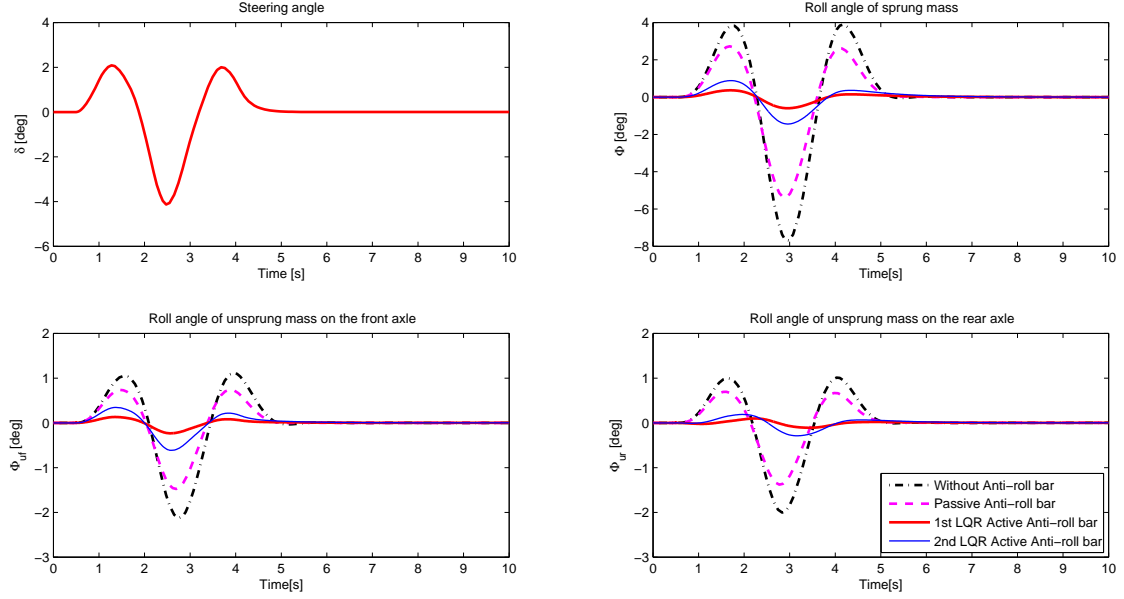 Steering angle
4
2
0
−2
−4
−6
δ [deg]
0 1 2 3 4 5 6 7 8 9 10
Time [s]
Roll angle of sprung mass
4
2
0
−2
−4
−6
−8
Φ [deg]
0 1 2 3 4 5 6 7 8 9 10
Time[s]
Roll angle of unsprung mass on the front axle
2
1
0
−1
−2
−3
Φuf [deg]
0 1 2 3 4 5 6 7 8 9 10
Time[s]
Roll angle of unsprung mass on the rear axle
2
1
0
−1
−2
−3
Φur [deg]
0 1 2 3 4 5 6 7 8 9 10
Time[s]
Without Anti−roll bar
Passive Anti−roll bar
1st LQR Active Anti−roll bar
2nd LQR Active Anti−roll bar